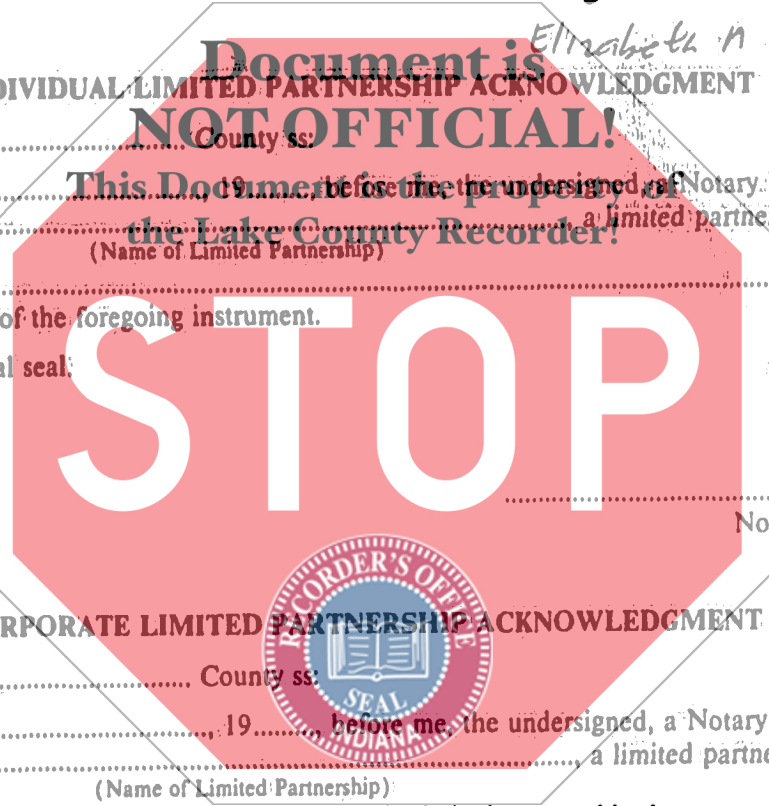 Elizabeth A
Document is
DIVIDUAL LIMITED PARTNERSHIP ACKNOWLEDGMENT
NOT OFFICIAL!
County ss:
This Document is the property of
, 19........, before me, the undersigned, a Notary
the Lake County Recorder!
, a limited partne
(Name of Limited Partnership)
of the foregoing instrument.
al seal.
STOP
No
RECORDER'S OFFICE
SEAL
INDIANA
RPORATE LIMITED PARTNERSHIP ACKNOWLEDGMENT
County ss:
, 19........, before me, the undersigned, a Notary
, a limited partne
(Name of Limited Partnership)